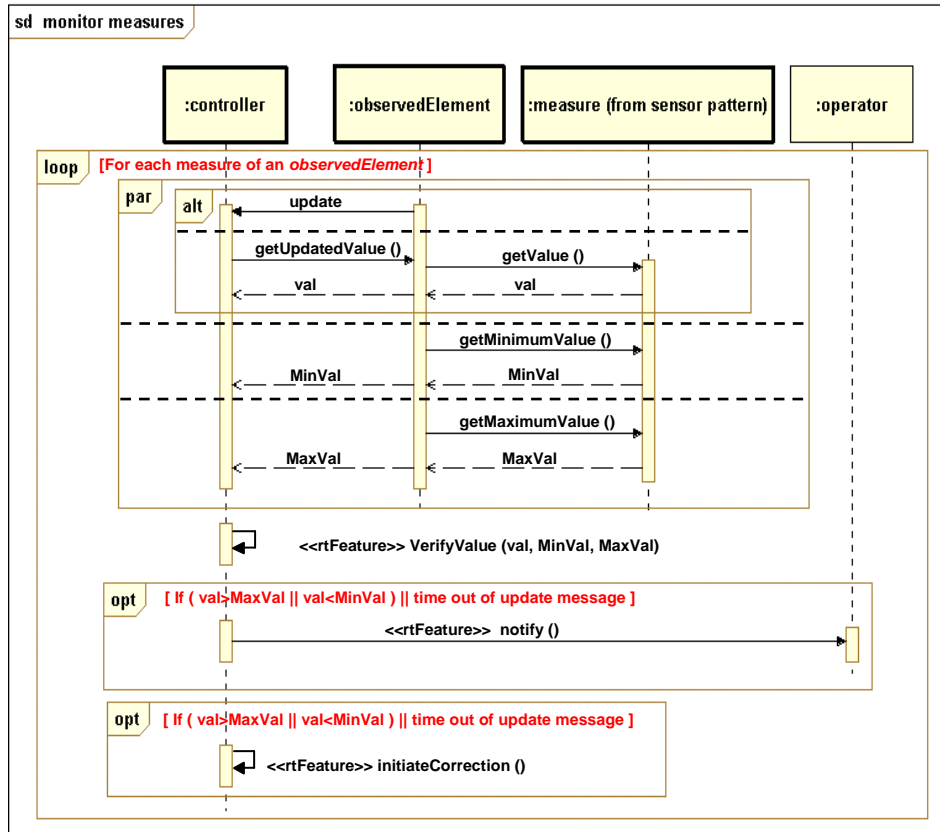 sd monitor measures
:controller
:observedElement
:measure (from sensor pattern)
:operator
loop
[For each measure of an observedElement ]
par
alt
update
getUpdatedValue ()
getValue ()
val
val
getMinimumValue ()
MinVal
MinVal
getMaximumValue ()
MaxVal
MaxVal
<<rtFeature>> VerifyValue (val, MinVal, MaxVal)
opt
[ If ( val>MaxVal || val<MinVal ) || time out of update message ]
<<rtFeature>> notify ()
opt
[ If ( val>MaxVal || val<MinVal ) || time out of update message ]
<<rtFeature>> initiateCorrection ()